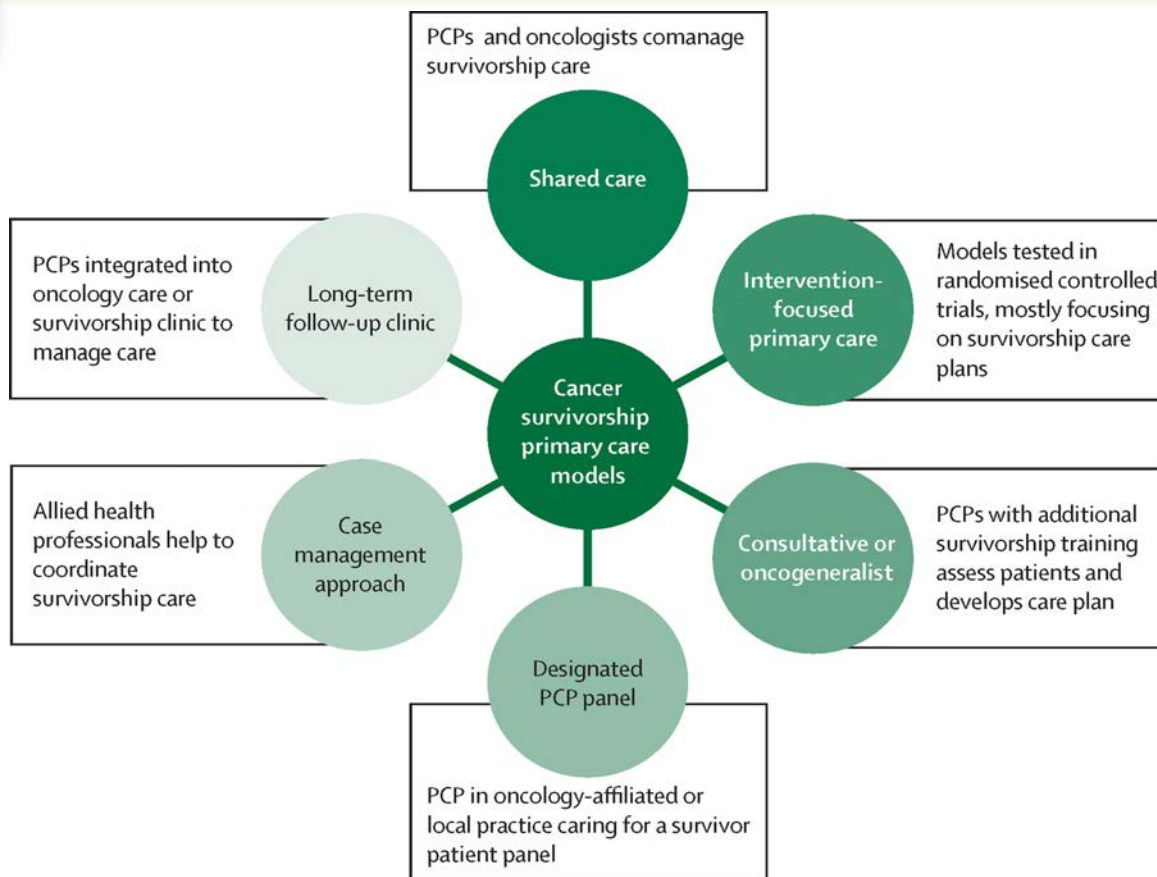 PCPs and oncologists comanage
survivorship care
Shared care
PCPs integrated into
oncology care or
survivorship clinic to
manage care
Long-term
follow-up clinic
Intervention-
focused
primary care
Models tested in
randomised controlled
trials, mostly focusing
on survivorship care
plans
Cancer
survivorship
primary care
models
Allied health
professionals help to
coordinate
survivorship care
Case
management
approach
Consultative or
oncogeneralist
PCPs with additional
survivorship training
assess patients and
develops care plan
Designated
PCP panel
PCP in oncology-affiliated or
local practice caring for a survivor
patient panel